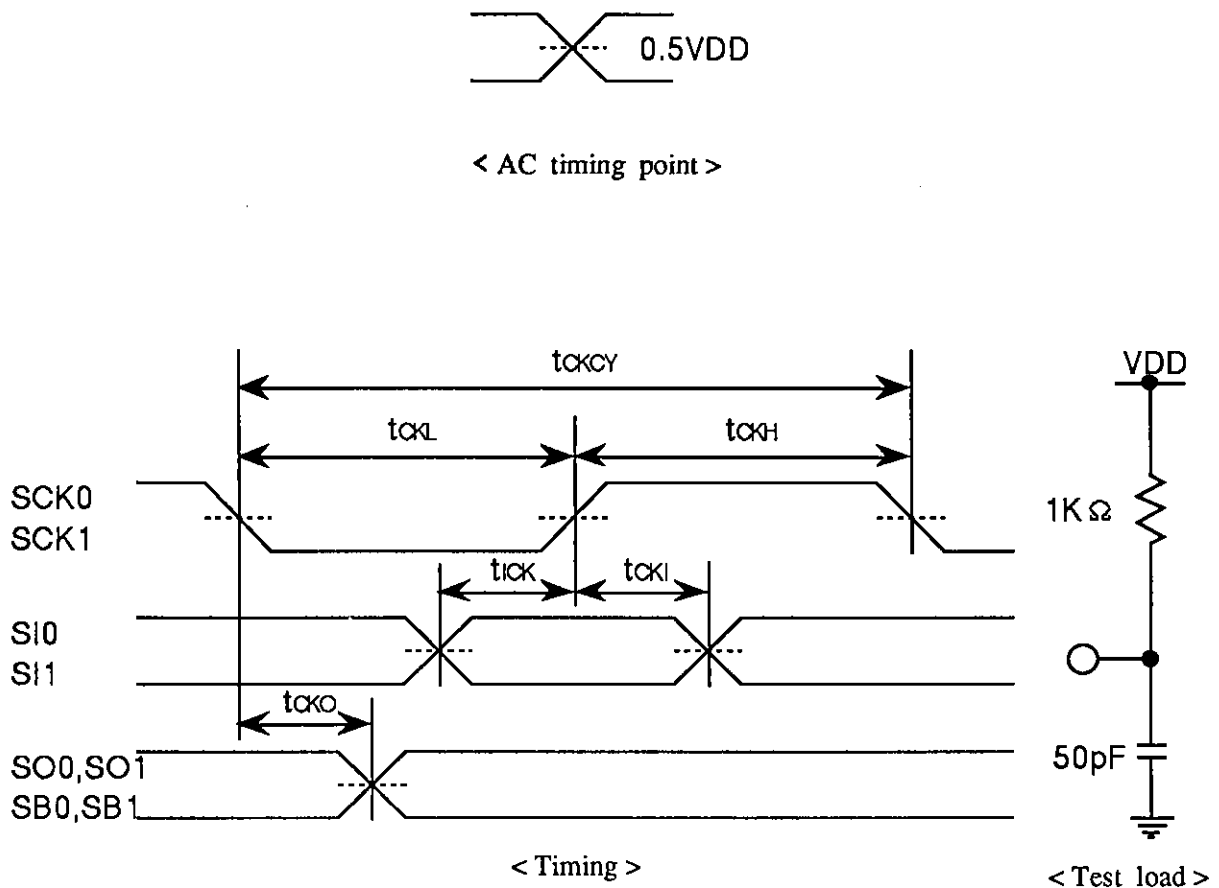 0.5VDD
< AC timing point >
tCKCY
VDD
tCKL
tCKH
SCK0
SCK1
1KΩ
tICK
tCKI
SI0
SI1
tCKO
SO0,SO1
SB0,SB1
50pF
< Timing >
< Test load >